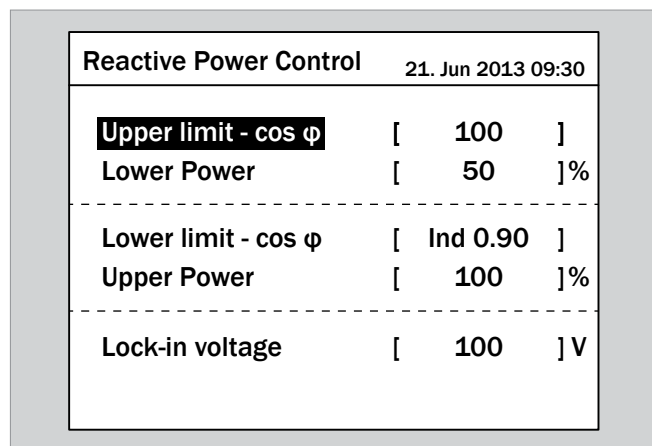 Reactive Power Control 21. Jun 2013 09:30
Upper limit - cos φ [ 100 ]
Lower Power [ 50 ]%
Lower limit - cos φ [ Ind 0.90 ]
Upper Power [ 100 ]%
Lock-in voltage [ 100 ] V